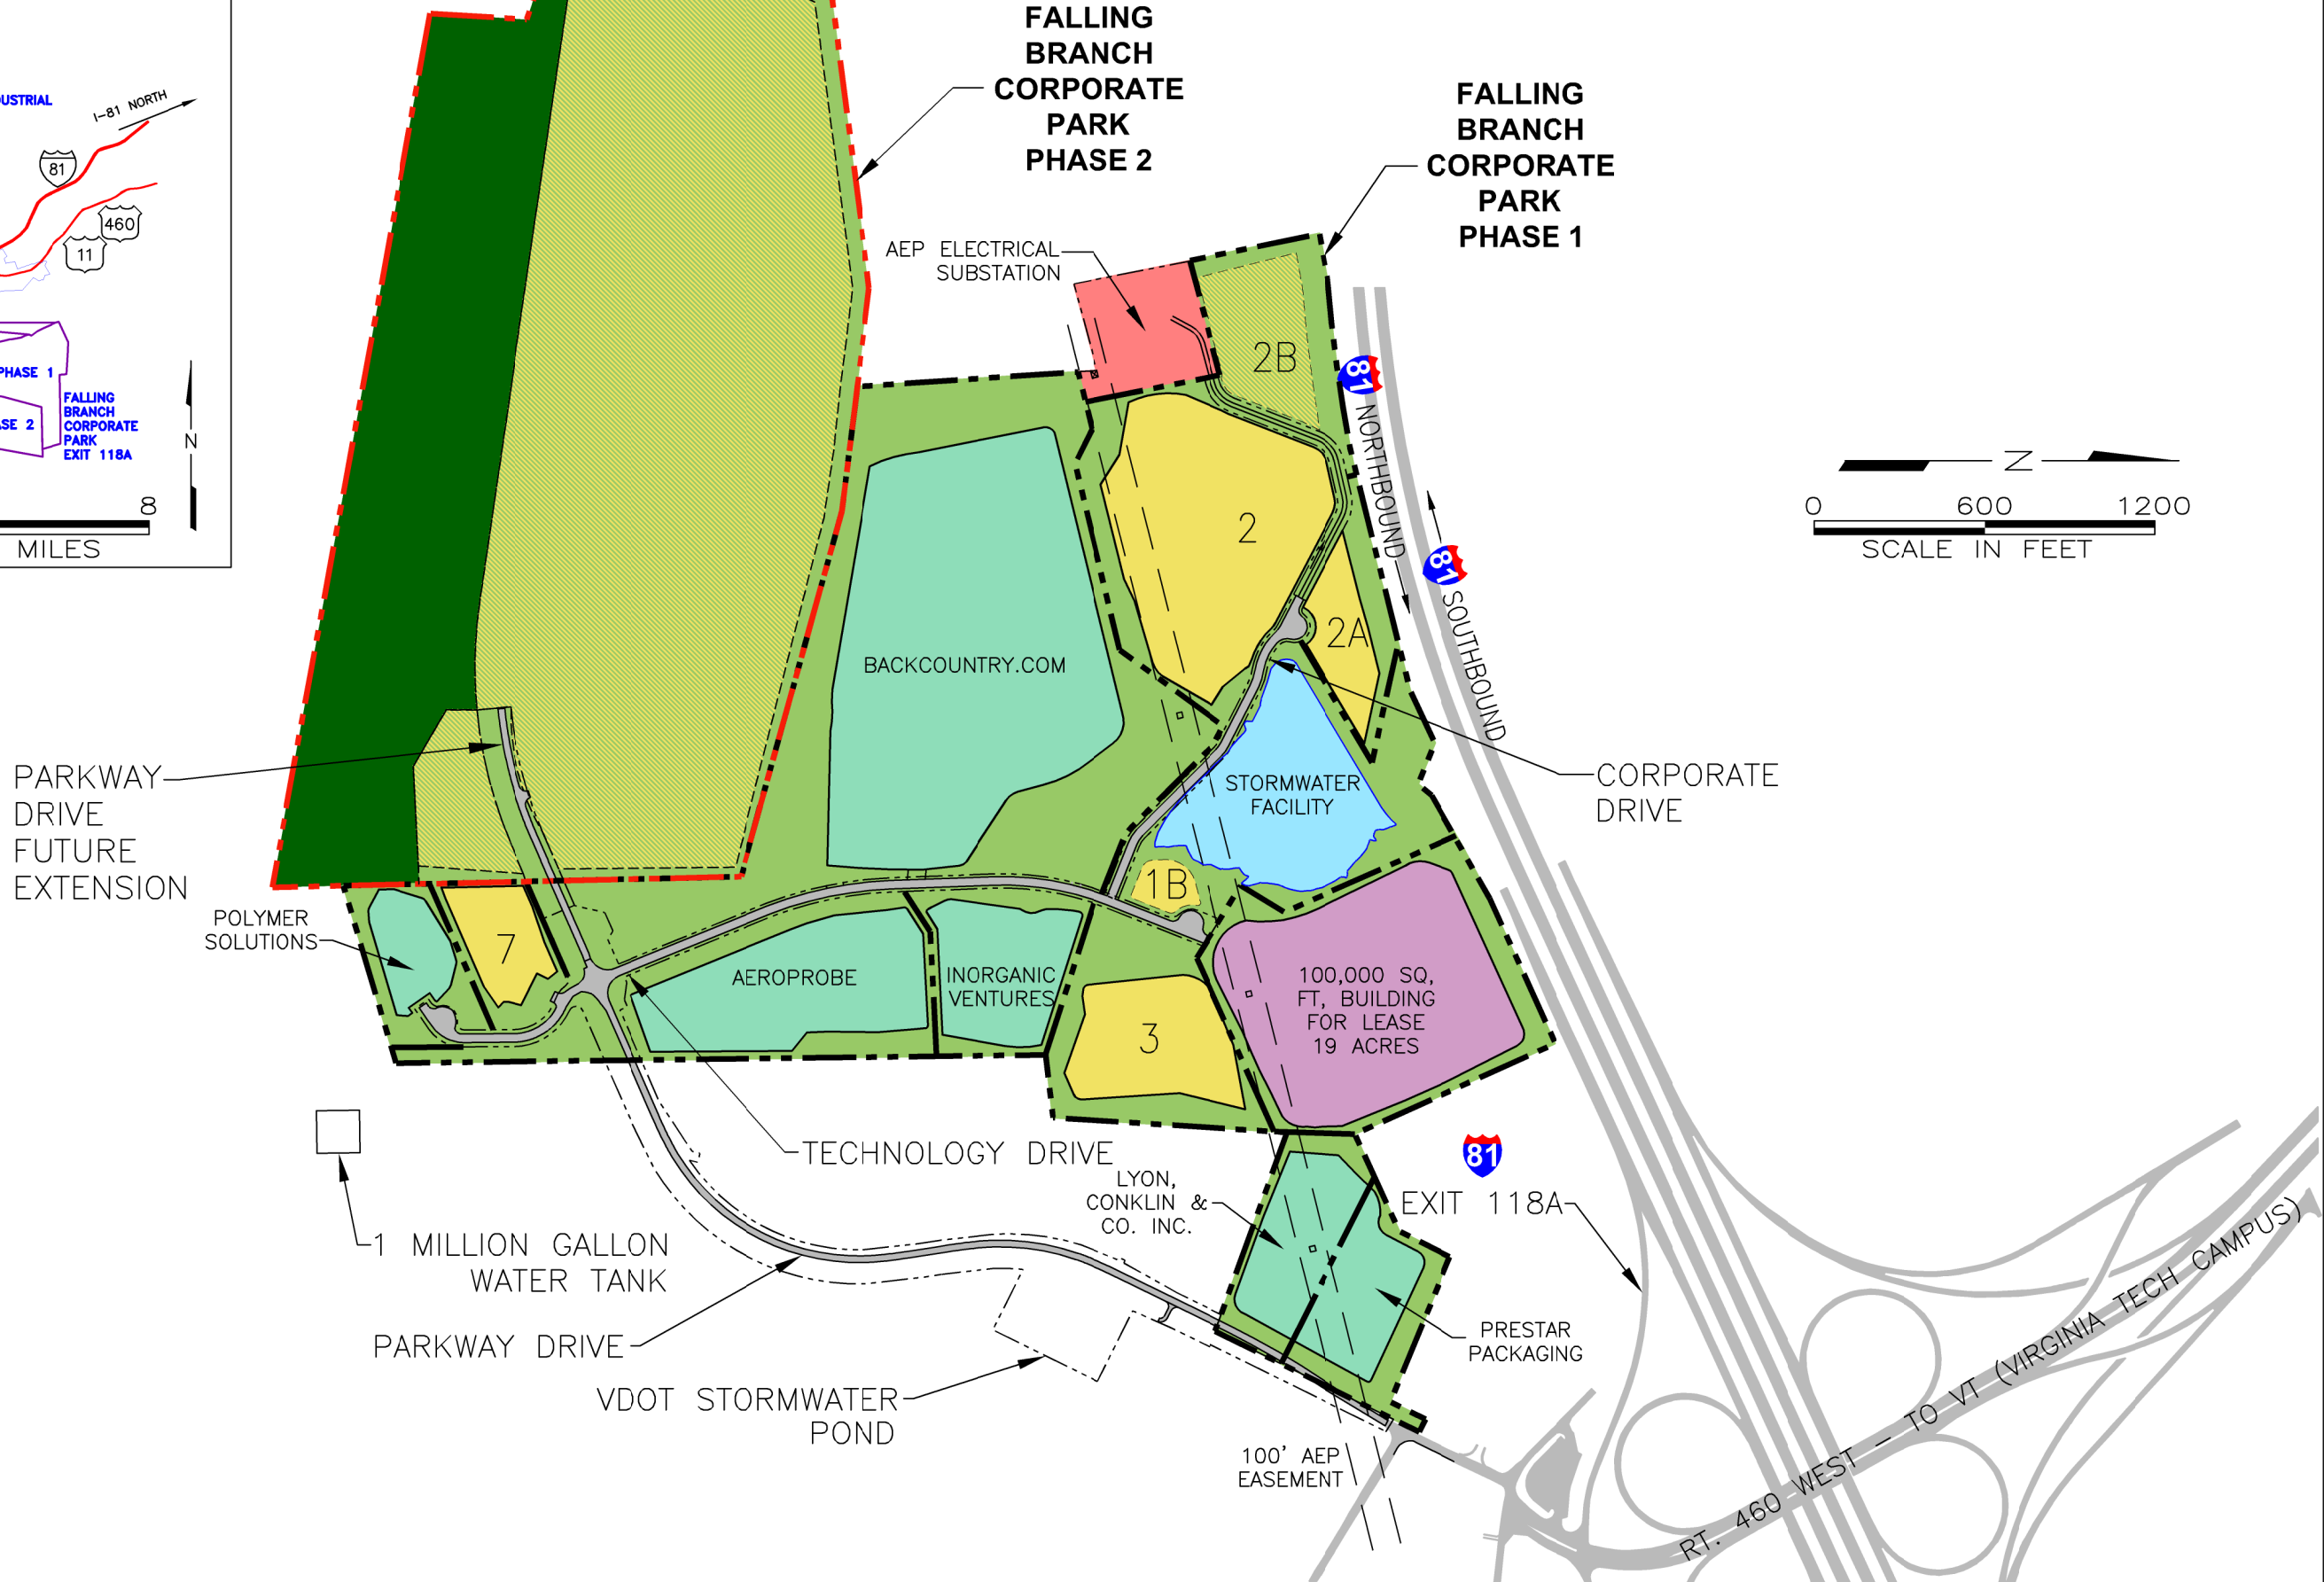 FALLING
BRANCH
CORPORATE
PARK
PHASE 2
FALLING
BRANCH
CORPORATE
PARK
PHASE 1
I-81 NORTH
81
460
11
PHASE 1
FALLING
BRANCH
CORPORATE
PARK
EXIT 118A
N
8
MILES
AEP ELECTRICAL
SUBSTATION
2B
81
NORTHBOUND
81
SOUTHBOUND
N
0 600 1200
SCALE IN FEET
2
2A
BACKCOUNTRY.COM
STORMWATER
FACILITY
CORPORATE
DRIVE
PARKWAY
DRIVE
FUTURE
EXTENSION
1B
POLYMER
SOLUTIONS
7
AEROPROBE
INORGANIC
VENTURES
3
100,000 SQ,
FT, BUILDING
FOR LEASE
19 ACRES
TECHNOLOGY DRIVE
1 MILLION GALLON
WATER TANK
LYON,
CONKLIN &
CO. INC.
81
EXIT 118A
PARKWAY DRIVE
PRESTAR
PACKAGING
VDOT STORMWATER
POND
100' AEP
EASEMENT
RT. 460 WEST – TO VT (VIRGINIA TECH CAMPUS)